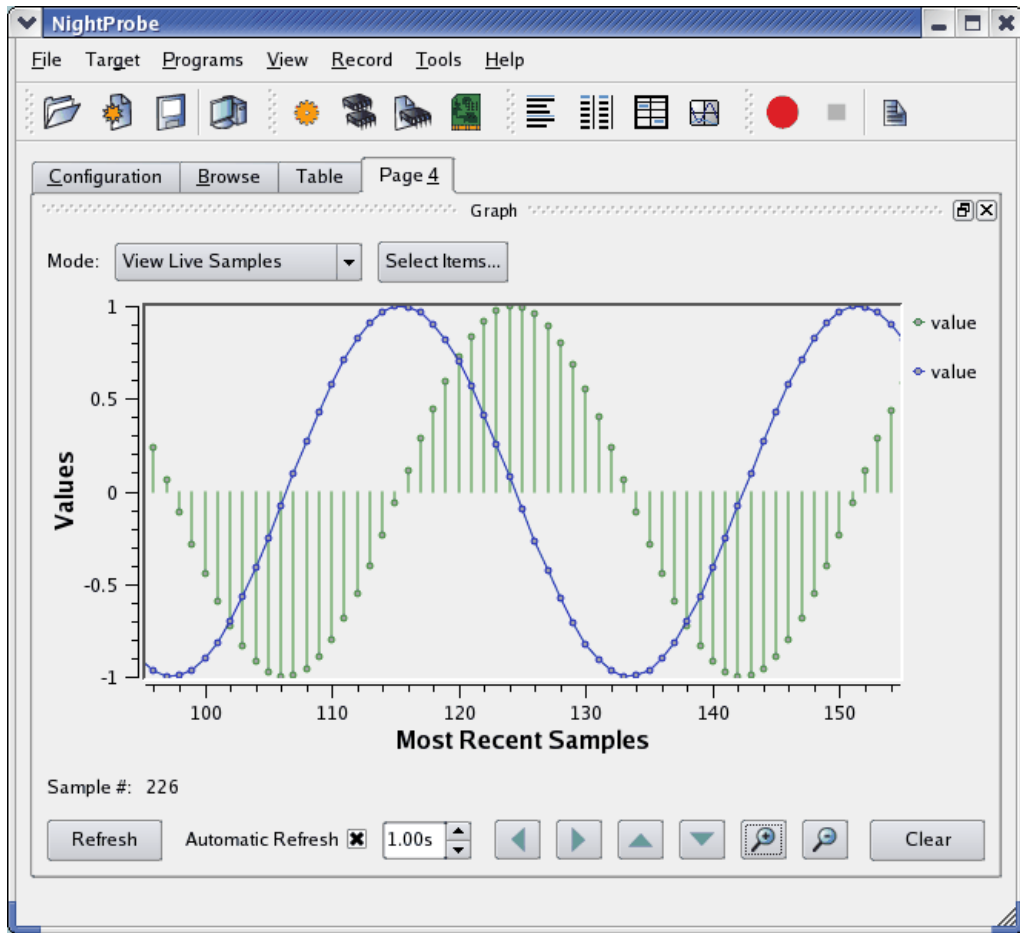 NightProbe
File Target Programs View Record Tools Help
Configuration Browse Table Page 4
Graph
Mode: View Live Samples Select Items...
1
0.5
0
-0.5
-1
Values
value
value
100 110 120 130 140 150
Most Recent Samples
Sample #: 226
Refresh Automatic Refresh 1.00s Clear